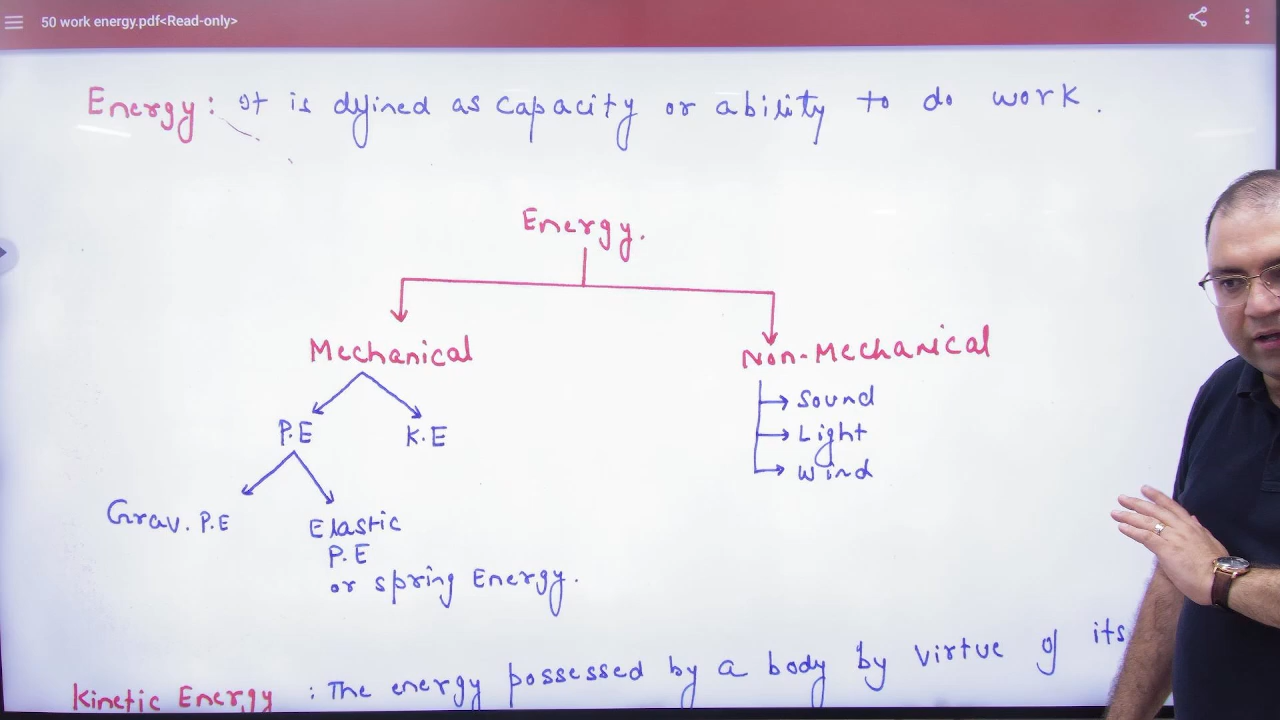 50 work energy.pdf<Read-only>
Energy: It is defined as capacity or ability to do work.
Energy.
Mechanical
Non-Mechanical
P.E
K.E
Sound
Light
Wind
Grav. P.E
Elastic
P.E
or spring Energy.
Kinetic Energy : The energy possessed by a body by virtue of its